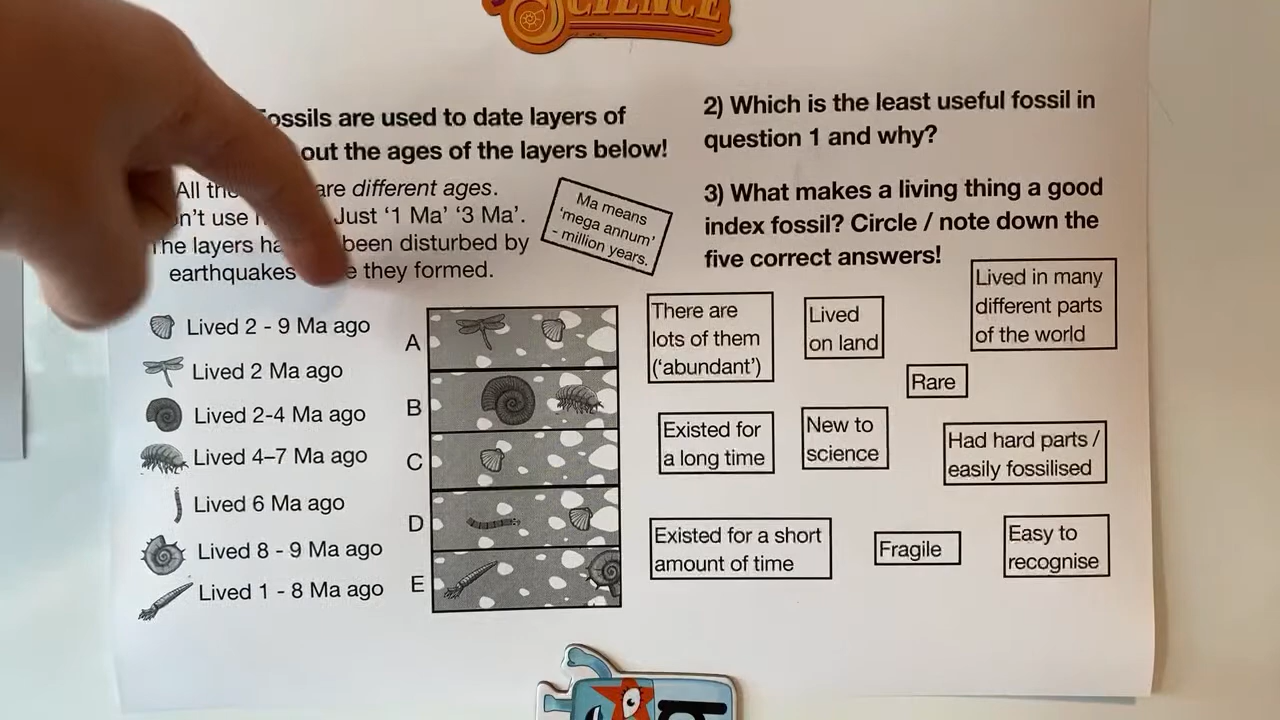 SCIENCE
Fossils are used to date layers of
out the ages of the layers below!
All are different ages.
Just ‘1 Ma’ ‘3 Ma’.
The layers been disturbed by
earthquakes they formed.
Ma means
‘mega annum’
- million years.
Lived 2 - 9 Ma ago
Lived 2 Ma ago
Lived 2-4 Ma ago
Lived 4–7 Ma ago
Lived 6 Ma ago
Lived 8 - 9 Ma ago
Lived 1 - 8 Ma ago
A
B
C
D
E
2) Which is the least useful fossil in
question 1 and why?
3) What makes a living thing a good
index fossil? Circle / note down the
five correct answers!
There are
lots of them
(‘abundant’)
Lived
on land
Lived in many
different parts
of the world
Rare
Existed for
a long time
New to
science
Had hard parts /
easily fossilised
Existed for a short
amount of time
Fragile
Easy to
recognise